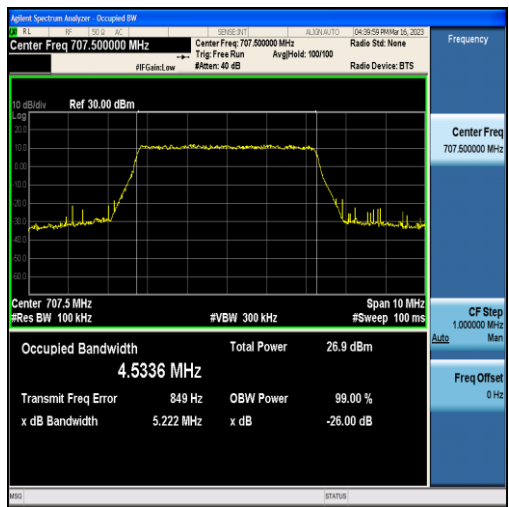 Agilent Spectrum Analyzer - Occupied BW
RL RF 50 Ω AC SENSE:INT ALIGN AUTO 04:39:59 PM Mar 16, 2023
Center Freq 707.500000 MHz
Center Freq: 707.500000 MHz
Radio Std: None
Trig: Free Run Avg|Hold: 100/100
#IFGain:Low #Atten: 40 dB Radio Device: BTS
10 dB/div Ref 30.00 dBm
Log
20.0
10.0
0.00
-10.0
-20.0
-30.0
-40.0
-50.0
-60.0
Center 707.5 MHz Span 10 MHz
#Res BW 100 kHz #VBW 300 kHz #Sweep 100 ms
Occupied Bandwidth Total Power 26.9 dBm
4.5336 MHz
Transmit Freq Error 849 Hz OBW Power 99.00 %
x dB Bandwidth 5.222 MHz x dB -26.00 dB
MSG STATUS
Frequency
Center Freq
707.500000 MHz
CF Step
1.000000 MHz
Auto Man
Freq Offset
0 Hz